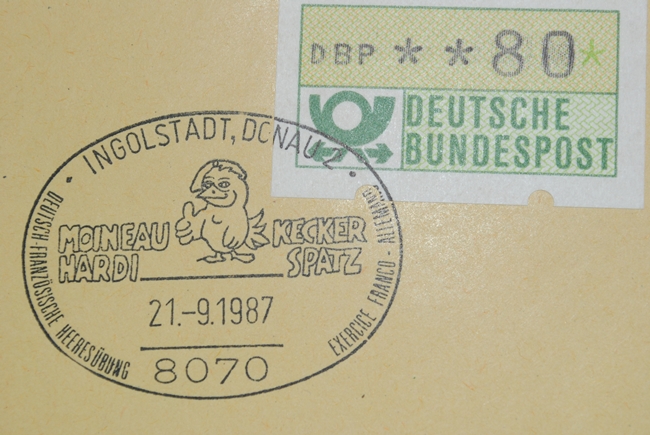 DBP **80*
DEUTSCHE
BUNDESPOST
INGOLSTADT, DONAU 2
MOINEAU HARDI
KECKER SPATZ
DEUTSCH-FRANZÖSISCHE HEERESÜBUNG
EXERCICE FRANCO-ALLEMAND
21.-9.1987
8070